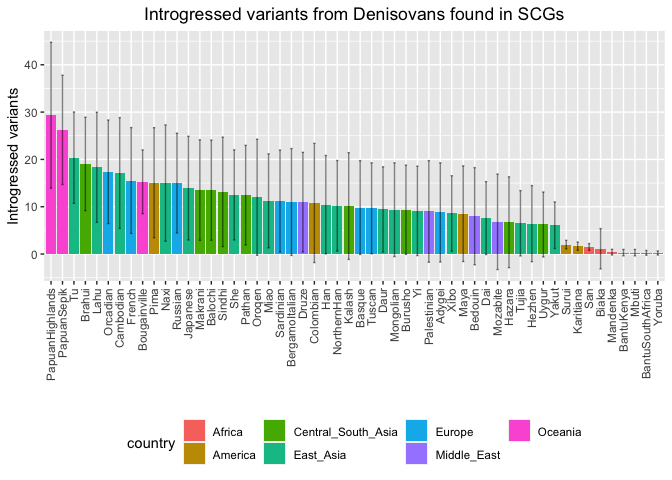 Introgressed variants from Denisovans found in SCGs
Introgressed variants
40
30
20
10
0
PapuanHighlands
PapuanSepik
Tu
Brahui
Lahu
Orcadian
Cambodian
French
Bougainville
Pima
Naxi
Russian
Japanese
Makrani
Balochi
Sindhi
She
Pathan
Oroqen
Miao
Sardinian
BergamoItalian
Druze
Colombian
Han
NorthernHan
Kalash
Basque
Tuscan
Daur
Mongolian
Burusho
Yi
Palestinian
Adygei
Xibo
Maya
Bedouin
Dai
Mozabite
Hazara
Tujia
Hezhen
Uygur
Yakut
Surui
Karitiana
San
Biaka
Mandenka
BantuKenya
Mbuti
BantuSouthAfrica
Yoruba
country
Africa
America
Central_South_Asia
East_Asia
Europe
Middle_East
Oceania